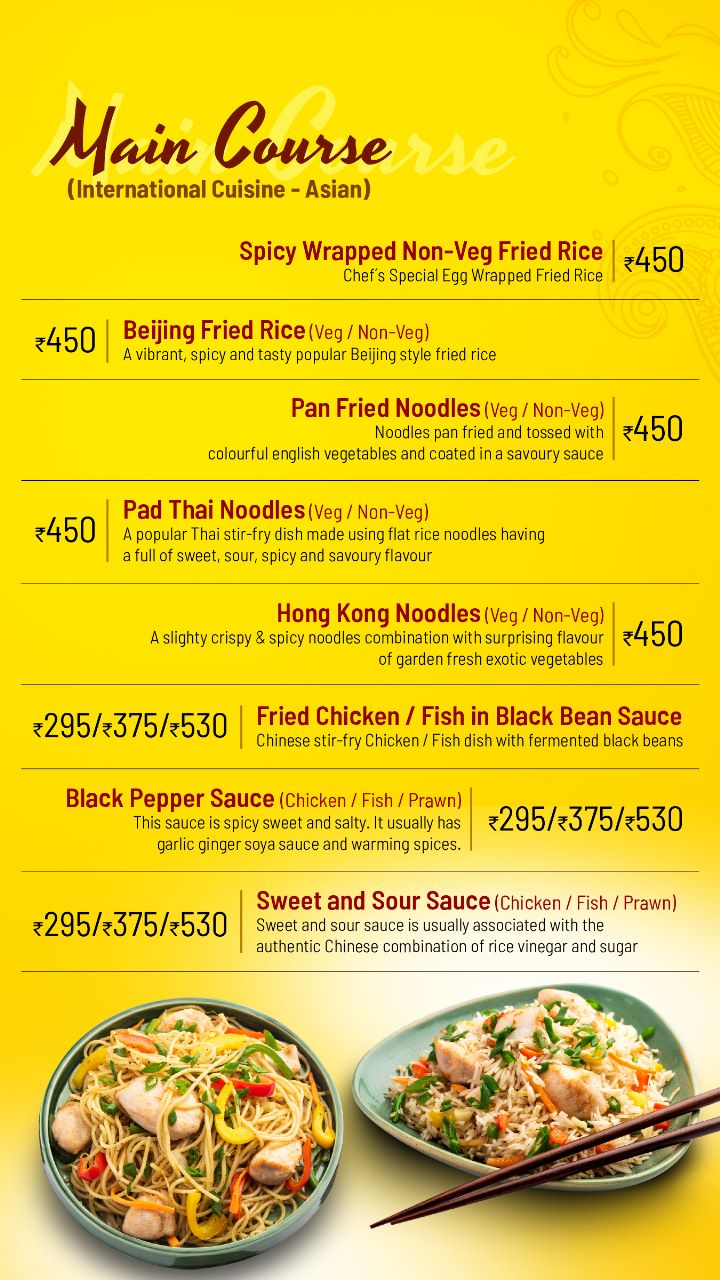 Main Course
(International Cuisine - Asian)
Spicy Wrapped Non-Veg Fried Rice
Chef´s Special Egg Wrapped Fried Rice
₹450
₹450
Beijing Fried Rice (Veg / Non-Veg)
A vibrant, spicy and tasty popular Beijing style fried rice
Pan Fried Noodles (Veg / Non-Veg)
Noodles pan fried and tossed with
colourful english vegetables and coated in a savoury sauce
₹450
₹450
Pad Thai Noodles (Veg / Non-Veg)
A popular Thai stir-fry dish made using flat rice noodles having
a full of sweet, sour, spicy and savoury flavour
Hong Kong Noodles (Veg / Non-Veg)
A slighty crispy & spicy noodles combination with surprising flavour
of garden fresh exotic vegetables
₹450
₹295/₹375/₹530
Fried Chicken / Fish in Black Bean Sauce
Chinese stir-fry Chicken / Fish dish with fermented black beans
Black Pepper Sauce (Chicken / Fish / Prawn)
This sauce is spicy sweet and salty. It usually has
garlic ginger soya sauce and warming spices.
₹295/₹375/₹530
₹295/₹375/₹530
Sweet and Sour Sauce (Chicken / Fish / Prawn)
Sweet and sour sauce is usually associated with the
authentic Chinese combination of rice vinegar and sugar